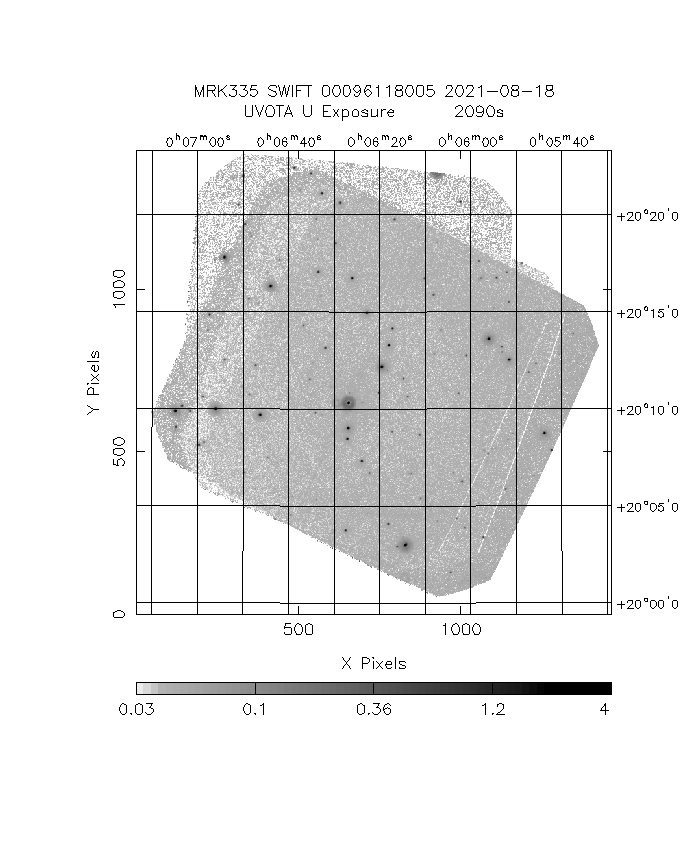 MRK335 SWIFT 00096118005 2021-08-18
UVOTA U Exposure 2090s
0ʰ07ᵐ00ˢ 0ʰ06ᵐ40ˢ 0ʰ06ᵐ20ˢ 0ʰ06ᵐ00ˢ 0ʰ05ᵐ40ˢ
+20°20'0
+20°15'0
+20°10'0
+20°05'0
+20°00'0
1000
500
0
Y Pixels
500 1000
X Pixels
0.03 0.1 0.36 1.2 4